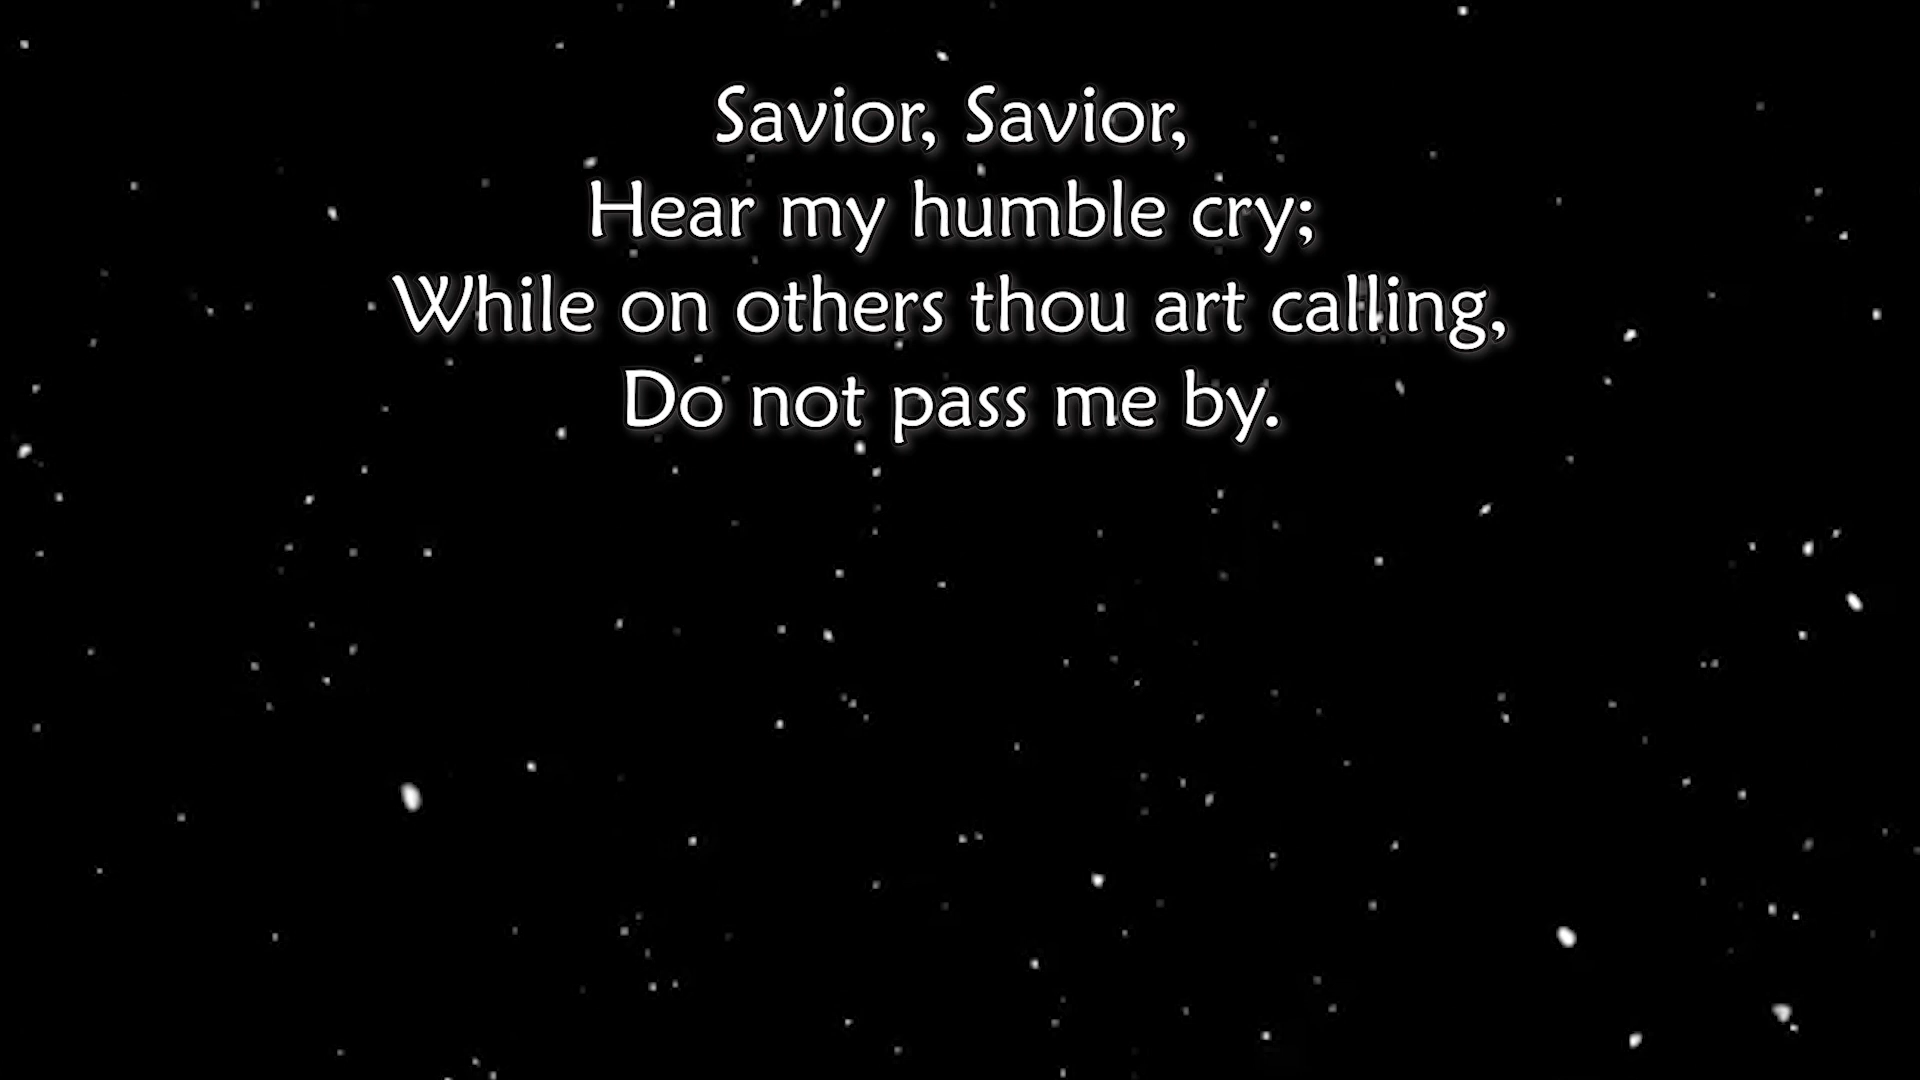 Savior, Savior,
Hear my humble cry;
While on others thou art calling,
Do not pass me by.